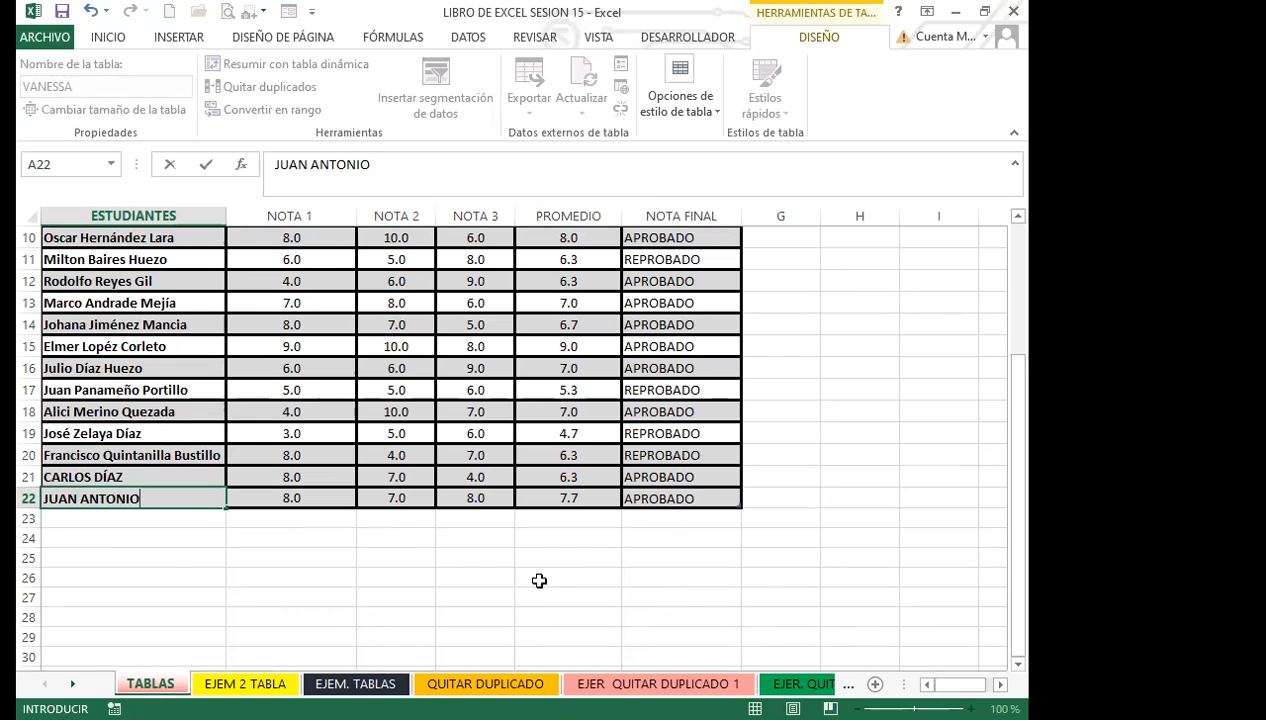 LIBRO DE EXCEL SESION 15 - Excel
HERRAMIENTAS DE TA...
?
ARCHIVO INICIO INSERTAR DISEÑO DE PÁGINA FÓRMULAS DATOS REVISAR VISTA DESARROLLADOR DISEÑO Cuenta M...
Nombre de la tabla:
VANESSA
Cambiar tamaño de la tabla
Propiedades
Resumir con tabla dinámica
Quitar duplicados
Convertir en rango
Insertar segmentación
de datos
Herramientas
Exportar
Actualizar
Datos externos de tabla
Opciones de
estilo de tabla
Estilos
rápidos
Estilos de tabla
A22 fx JUAN ANTONIO
ESTUDIANTES NOTA 1 NOTA 2 NOTA 3 PROMEDIO NOTA FINAL G H I
10 Oscar Hernández Lara 8.0 10.0 6.0 8.0 APROBADO
11 Milton Baires Huezo 6.0 5.0 8.0 6.3 REPROBADO
12 Rodolfo Reyes Gil 4.0 6.0 9.0 6.3 APROBADO
13 Marco Andrade Mejía 7.0 8.0 6.0 7.0 APROBADO
14 Johana Jiménez Mancia 8.0 7.0 5.0 6.7 APROBADO
15 Elmer Lopéz Corleto 9.0 10.0 8.0 9.0 APROBADO
16 Julio Díaz Huezo 6.0 6.0 9.0 7.0 APROBADO
17 Juan Panameño Portillo 5.0 5.0 6.0 5.3 REPROBADO
18 Alici Merino Quezada 4.0 10.0 7.0 7.0 APROBADO
19 José Zelaya Díaz 3.0 5.0 6.0 4.7 REPROBADO
20 Francisco Quintanilla Bustillo 8.0 4.0 7.0 6.3 REPROBADO
21 CARLOS DÍAZ 8.0 7.0 4.0 6.3 APROBADO
22 JUAN ANTONIO 8.0 7.0 8.0 7.7 APROBADO
23
24
25
26
27
28
29
30
TABLAS EJEM 2 TABLA EJEM. TABLAS QUITAR DUPLICADO EJER QUITAR DUPLICADO 1 EJER. QUIT ...
INTRODUCIR 100 %